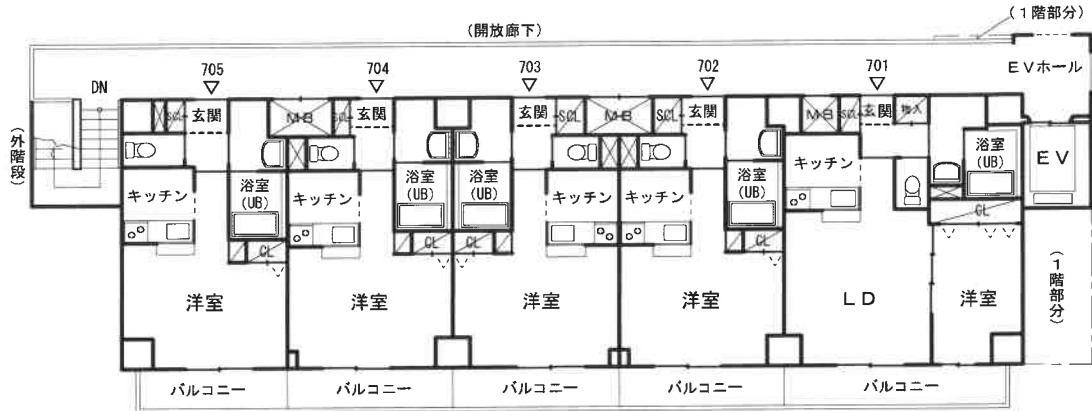 (1階部分)
(開放廊下)
EVホール
705
704
703
702
701
DN
SCL
玄関
M-B
SCL
玄関
玄関
SCL
M-B
SCL
玄関
M-B
SCL
玄関
物入
(外階段)
EV
キッチン
浴室
(UB)
キッチン
浴室
(UB)
浴室
(UB)
キッチン
キッチン
浴室
(UB)
キッチン
浴室
(UB)
CL
CL
CL
CL
CL
洋室
洋室
洋室
洋室
LD
洋室
(1階部分)
バルコニー
バルコニー
バルコニー
バルコニー
バルコニー